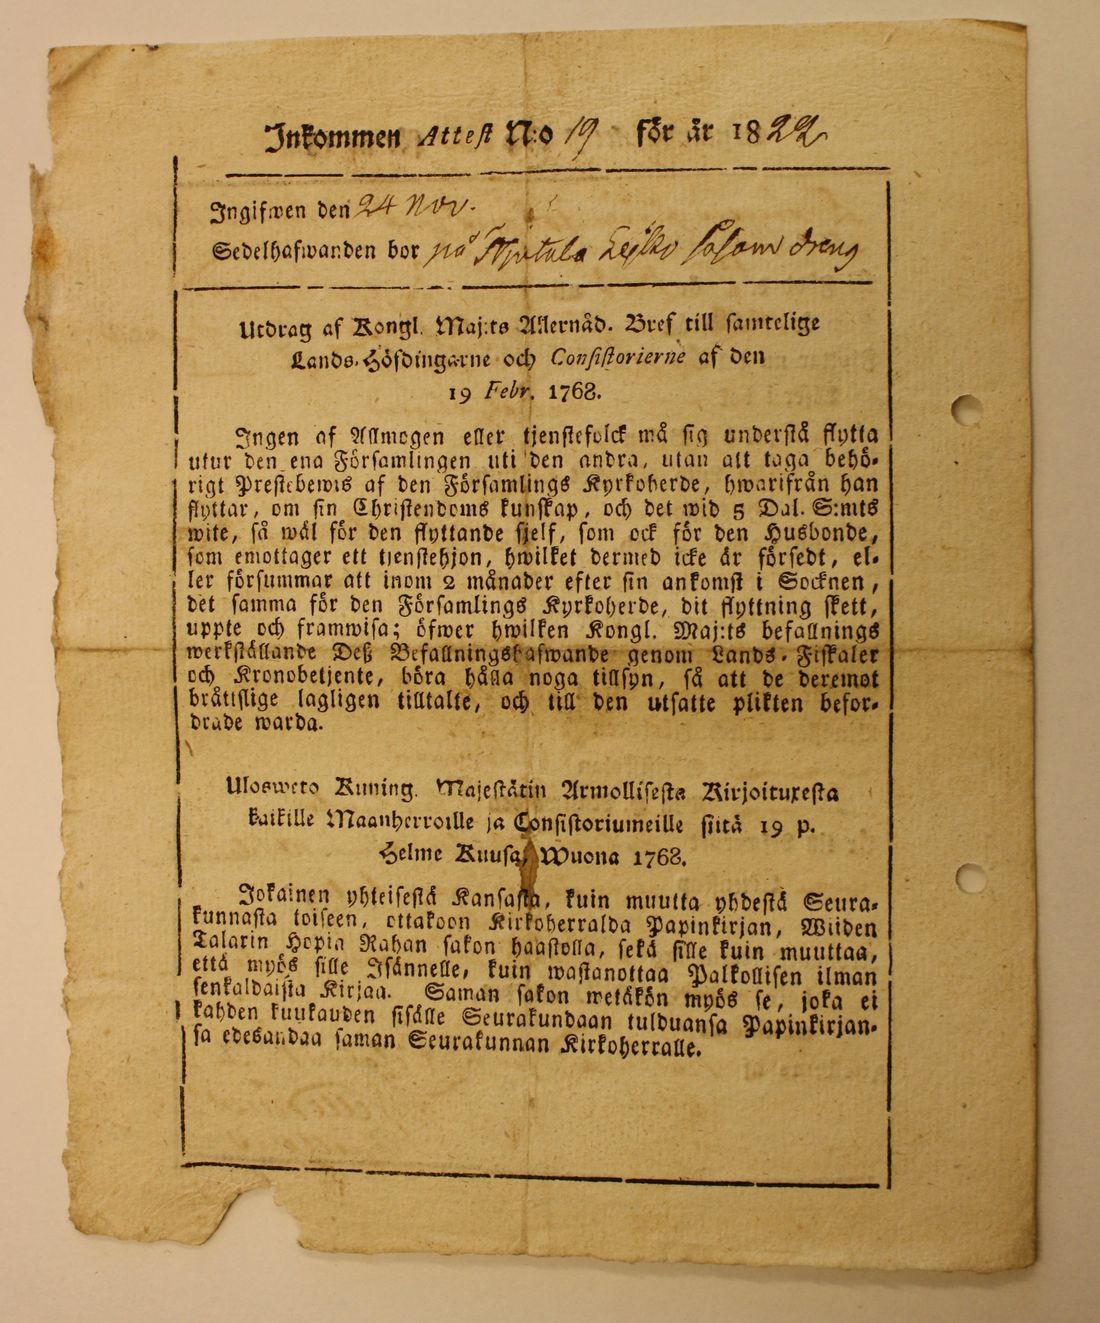 Inkommen Attest N:o 19 för år 1822
Ingifwen den 24 Nov.
Sedelhafwanden bor på som dreng
Utdrag af Kongl. Maj:ts Allernåd. Bref till samtelige
Lands-Höfdingarne och Consistorierne af den
19 Febr. 1768.
Ingen af Allmogen eller tjenstefolck må sig understå flytta
utur den ena Församlingen uti den andra, utan att taga behö-
rigt Prestebewis af den Församlings Kyrkoherde, hwarifrån han
flyttar, om sin Christendoms kunskap, och det wid 5 Dal. S:mts
wite, så wäl för den flyttande sjelf, som ock för den Husbonde,
som emottager ett tjenstehjon, hwilket dermed icke är försedt, el-
ler försummar att inom 2 månader efter sin ankomst i Socknen,
det samma för den Församlings Kyrkoherde, dit flyttning skett,
uppte och framwisa; öfwer hwilken Kongl. Maj:ts befallnings
werkställande Deß Befallningshafwande genom Lands-Fiskaler
och Kronobetjente, böra hålla noga tillsyn, så att de deremot
bråttslige lagligen tilltalte, och till den utsatte plikten befor-
drade warda.
Ulosweto Kuning. Majestätin Armollisesta Kirjoituxesta
kaikille Maanherroille ja Consistoriumeille siitä 19 p.
Helme Kuusa, Wuona 1768.
Jokainen yhteisestä Kansasta, kuin muutta yhdestä Seura-
kunnasta toiseen, ottakoon Kirkoherralda Papinkirjan, Wiiden
Talarin Hopia Rahan sakon haastolla, sekä sille kuin muuttaa,
että myös sille Isännelle, kuin wastanottaa Palkollisen ilman
senkaldaista Kirjaa. Saman sakon wetäkön myös se, joka ei
kahden kuukauden sisälle Seurakundaan tulduansa Papinkirjan-
sa edesandaa saman Seurakunnan Kirkoherralle.